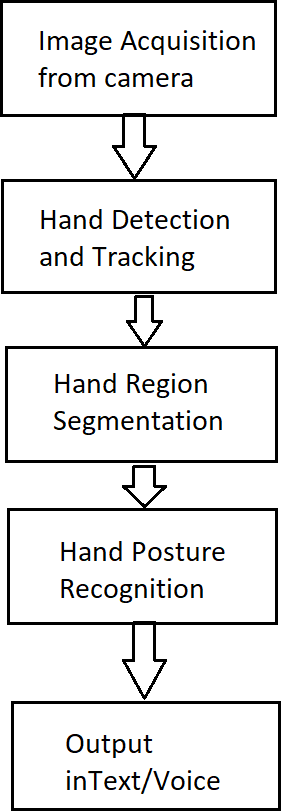 Image Acquisition
from camera
Hand Detection
and Tracking
Hand Region
Segmentation
Hand Posture
Recognition
Output
inText/Voice